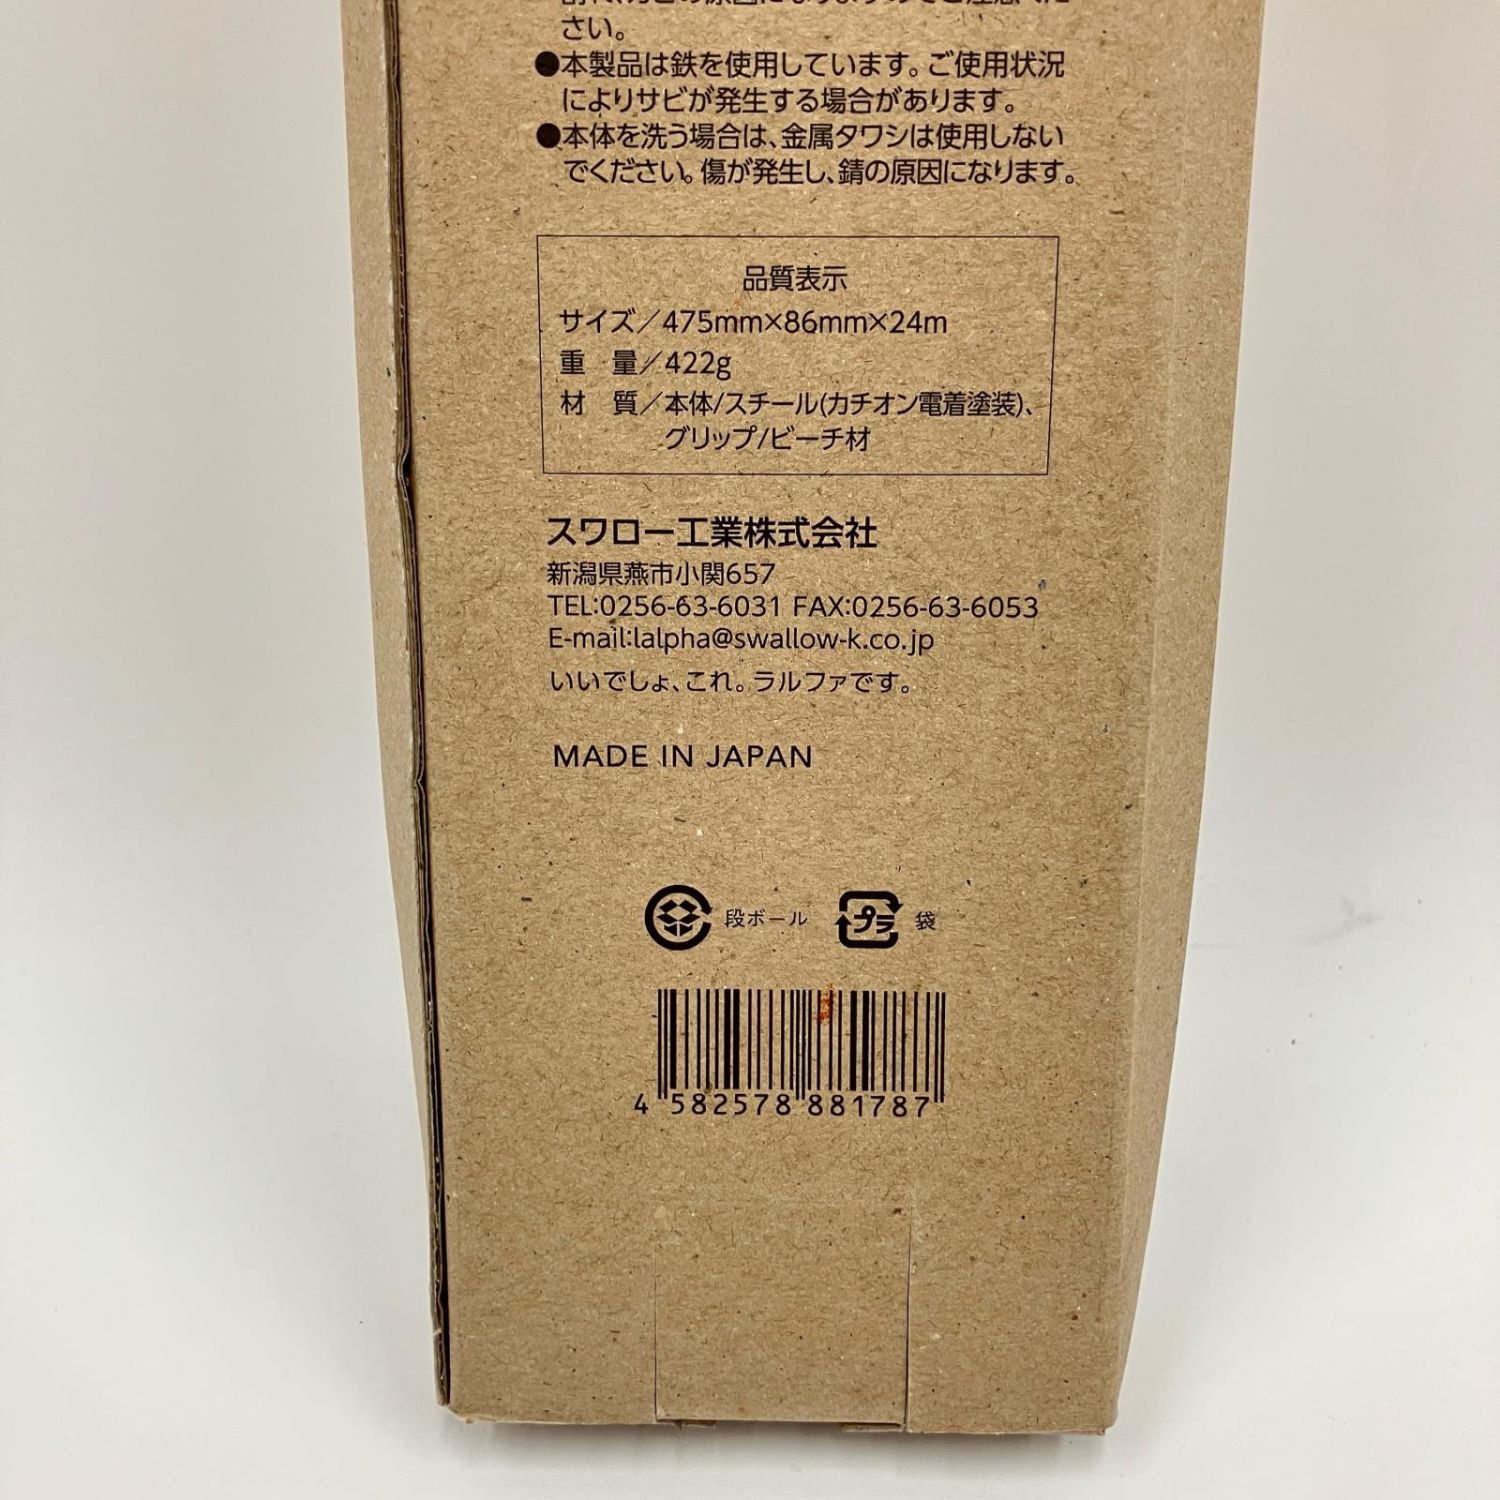 さい。
●本製品は鉄を使用しています。ご使用状況
によりサビが発生する場合があります。
●本体を洗う場合は、金属タワシは使用しない
でください。傷が発生し、錆の原因になります。
品質表示
サイズ/475mm×86mm×24m
重 量/422g
材 質/本体/スチール(カチオン電着塗装)、
グリップ/ビーチ材
スワロー工業株式会社
新潟県燕市小関657
TEL:0256-63-6031 FAX:0256-63-6053
E-mail:lalpha@swallow-k.co.jp
いいでしょ、これ。ラルファです。
MADE IN JAPAN
段ボール プラ 袋
4 582578 881787